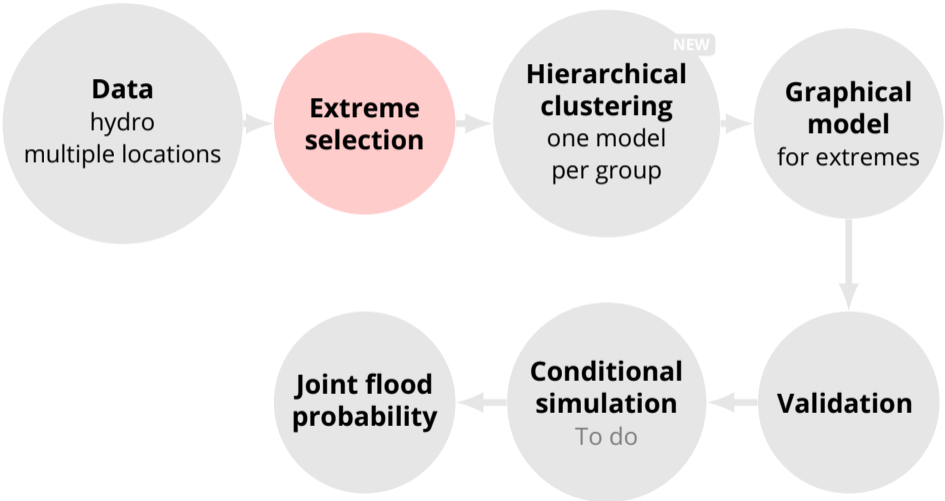 Data
hydro
multiple locations
Extreme
selection
NEW
Hierarchical
clustering
one model
per group
Graphical
model
for extremes
Validation
Conditional
simulation
To do
Joint flood
probability